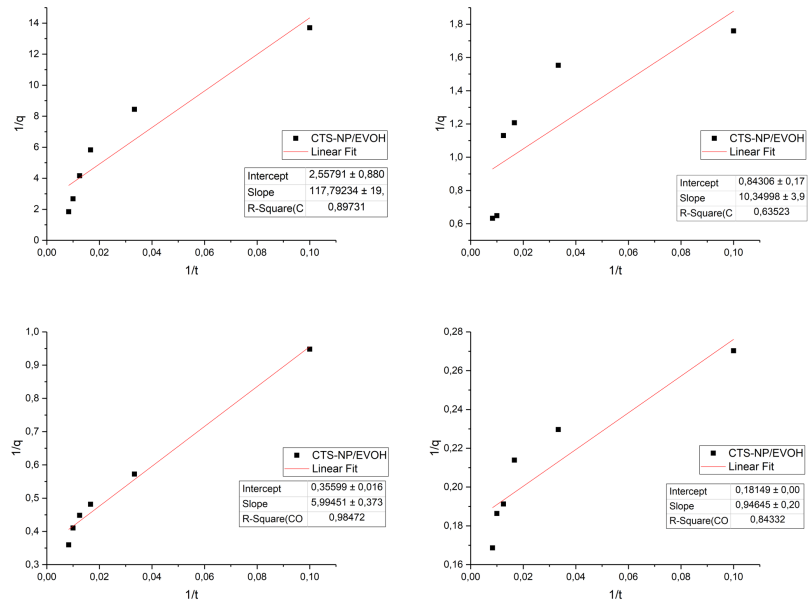 14
12
10
8
6
4
2
0
1/q
0,00 0,02 0,04 0,06 0,08 0,10
1/t
CTS-NP/EVOH
Linear Fit
Intercept 2,55791 ± 0,880
Slope 117,79234 ± 19,
R-Square(C 0,89731
1,8
1,6
1,4
1,2
1,0
0,8
0,6
1/q
0,00 0,02 0,04 0,06 0,08 0,10
1/t
CTS-NP/EVOH
Linear Fit
Intercept 0,84306 ± 0,17
Slope 10,34998 ± 3,9
R-Square(C 0,63523
1,0
0,9
0,8
0,7
0,6
0,5
0,4
0,3
1/q
0,00 0,02 0,04 0,06 0,08 0,10
1/t
CTS-NP/EVOH
Linear Fit
Intercept 0,35599 ± 0,016
Slope 5,99451 ± 0,373
R-Square(CO 0,98472
0,28
0,26
0,24
0,22
0,20
0,18
0,16
1/q
0,00 0,02 0,04 0,06 0,08 0,10
1/t
CTS-NP/EVOH
Linear Fit
Intercept 0,18149 ± 0,00
Slope 0,94645 ± 0,20
R-Square(CO 0,84332